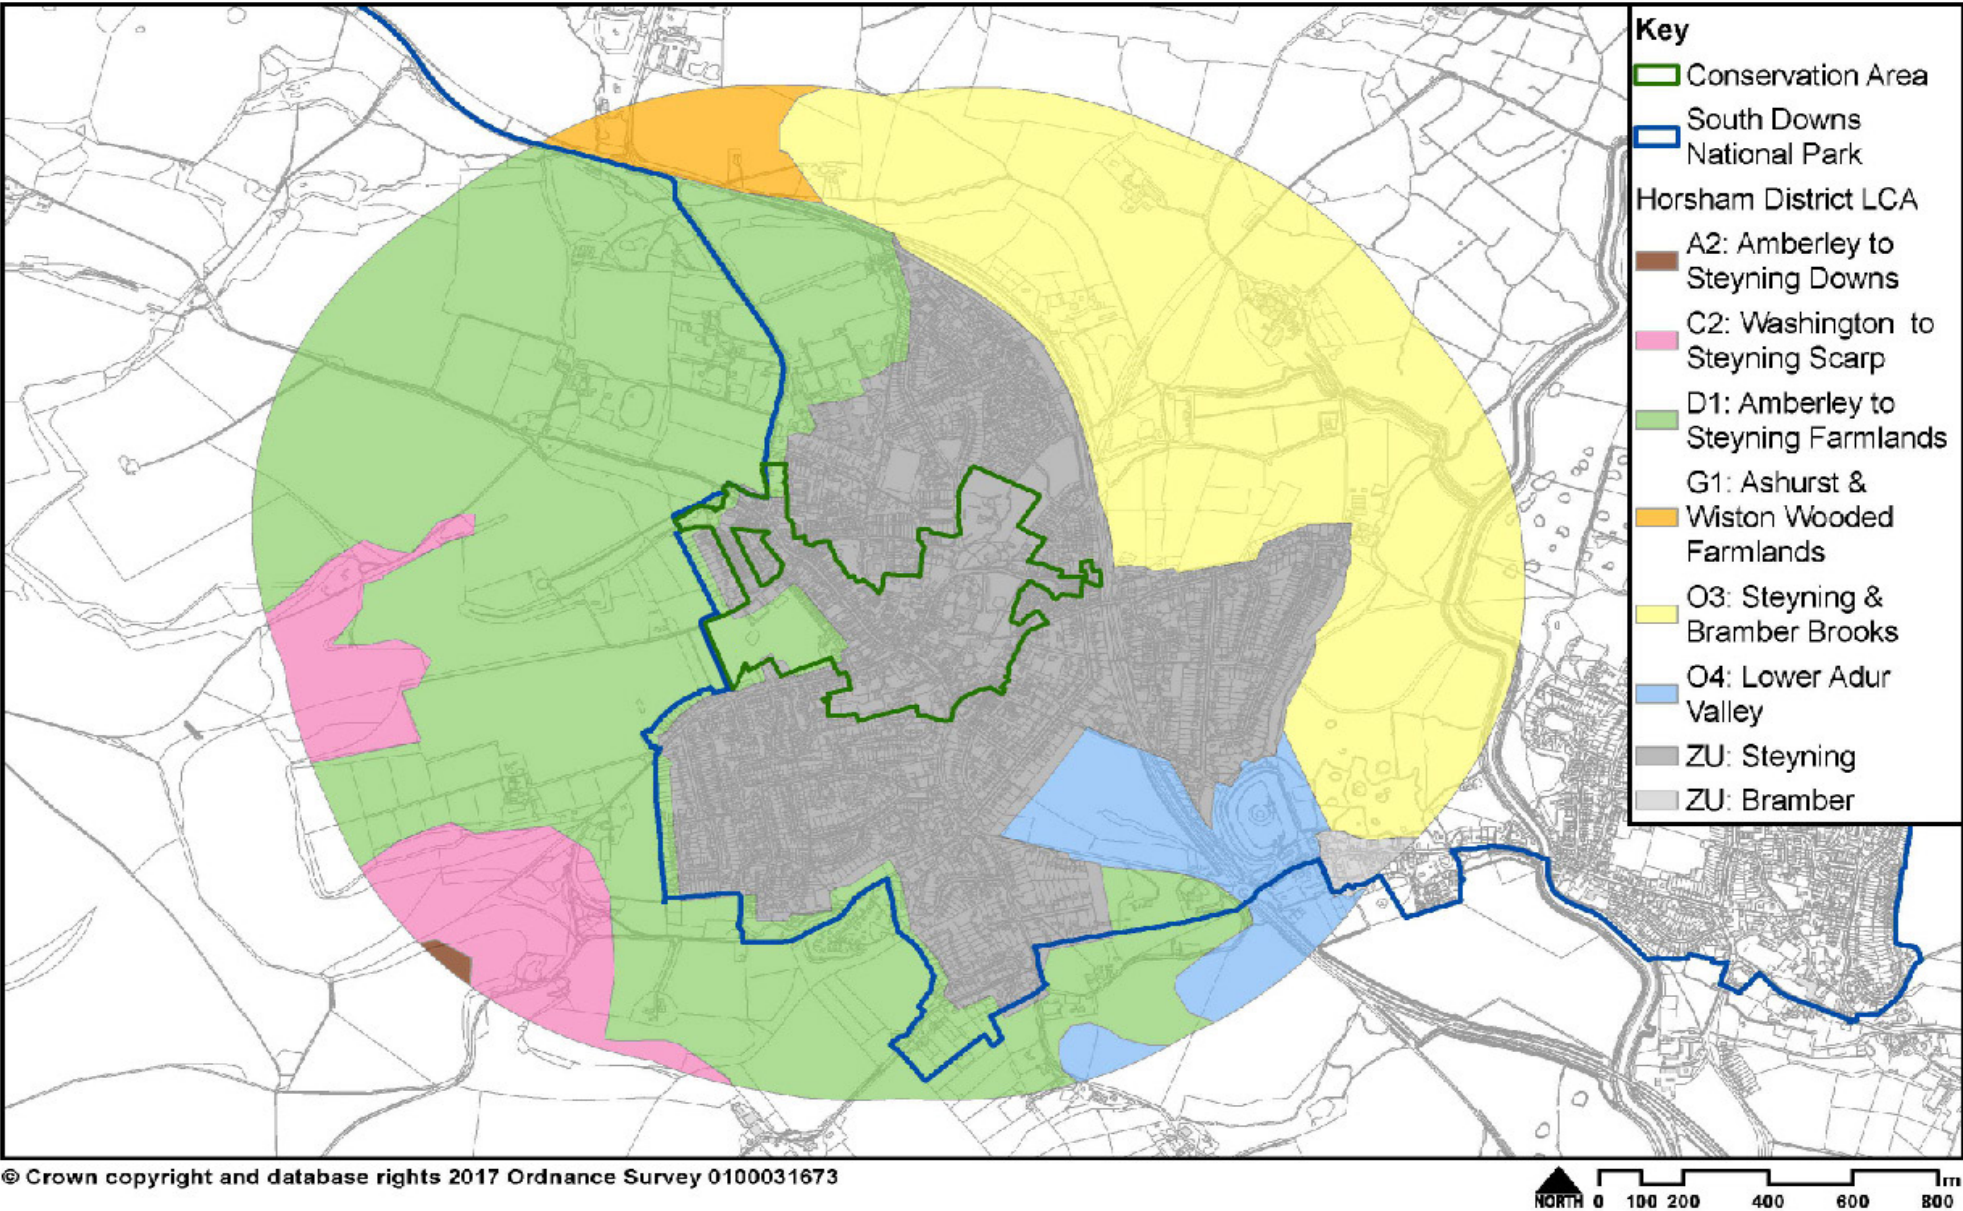 Key
Conservation Area
South Downs
National Park
Horsham District LCA
A2: Amberley to
Steyning Downs
C2: Washington to
Steyning Scarp
D1: Amberley to
Steyning Farmlands
G1: Ashurst &
Wiston Wooded
Farmlands
O3: Steyning &
Bramber Brooks
O4: Lower Adur
Valley
ZU: Steyning
ZU: Bramber
© Crown copyright and database rights 2017 Ordnance Survey 0100031673
NORTH 0 100 200 400 600 800 m